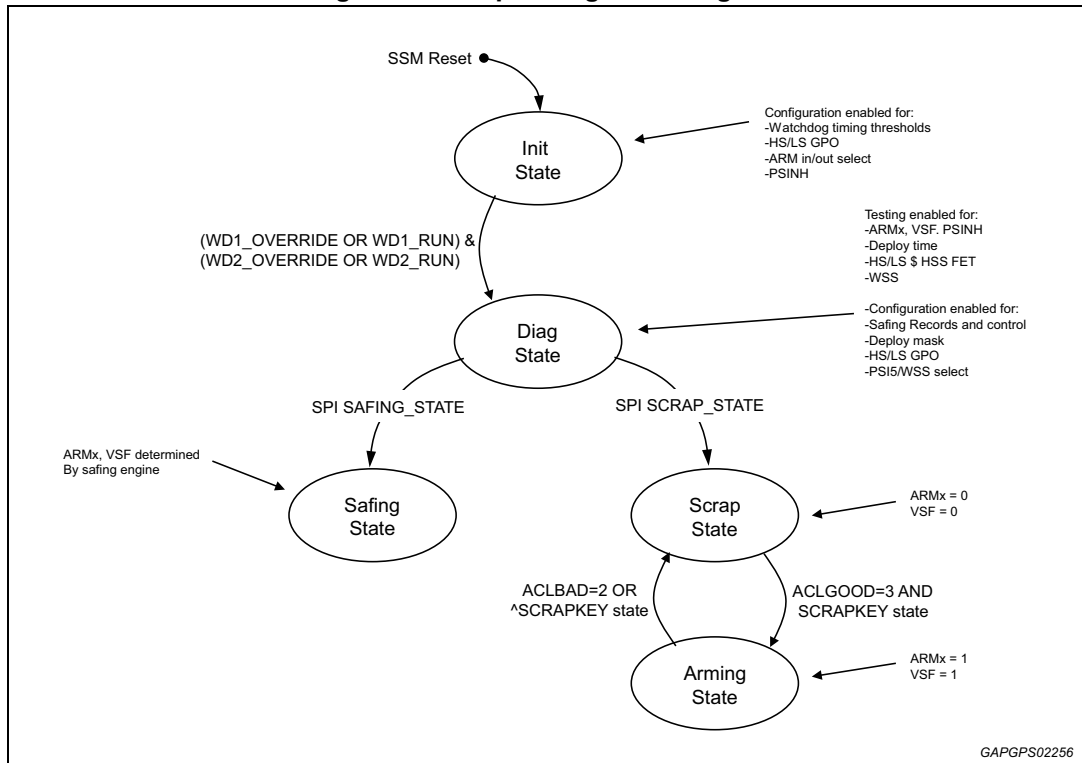 SSM Reset
Init
State
Configuration enabled for:
-Watchdog timing thresholds
-HS/LS GPO
-ARM in/out select
-PSINH
(WD1_OVERRIDE OR WD1_RUN) &
(WD2_OVERRIDE OR WD2_RUN)
Testing enabled for:
-ARMx, VSF. PSINH
-Deploy time
-HS/LS $ HSS FET
-WSS
Diag
State
-Configuration enabled for:
-Safing Records and control
-Deploy mask
-HS/LS GPO
-PSI5/WSS select
SPI SAFING_STATE
SPI SCRAP_STATE
ARMx, VSF determined
By safing engine
Safing
State
Scrap
State
ARMx = 0
VSF = 0
ACLBAD=2 OR
^SCRAPKEY state
ACLGOOD=3 AND
SCRAPKEY state
Arming
State
ARMx = 1
VSF = 1
GAPGPS02256